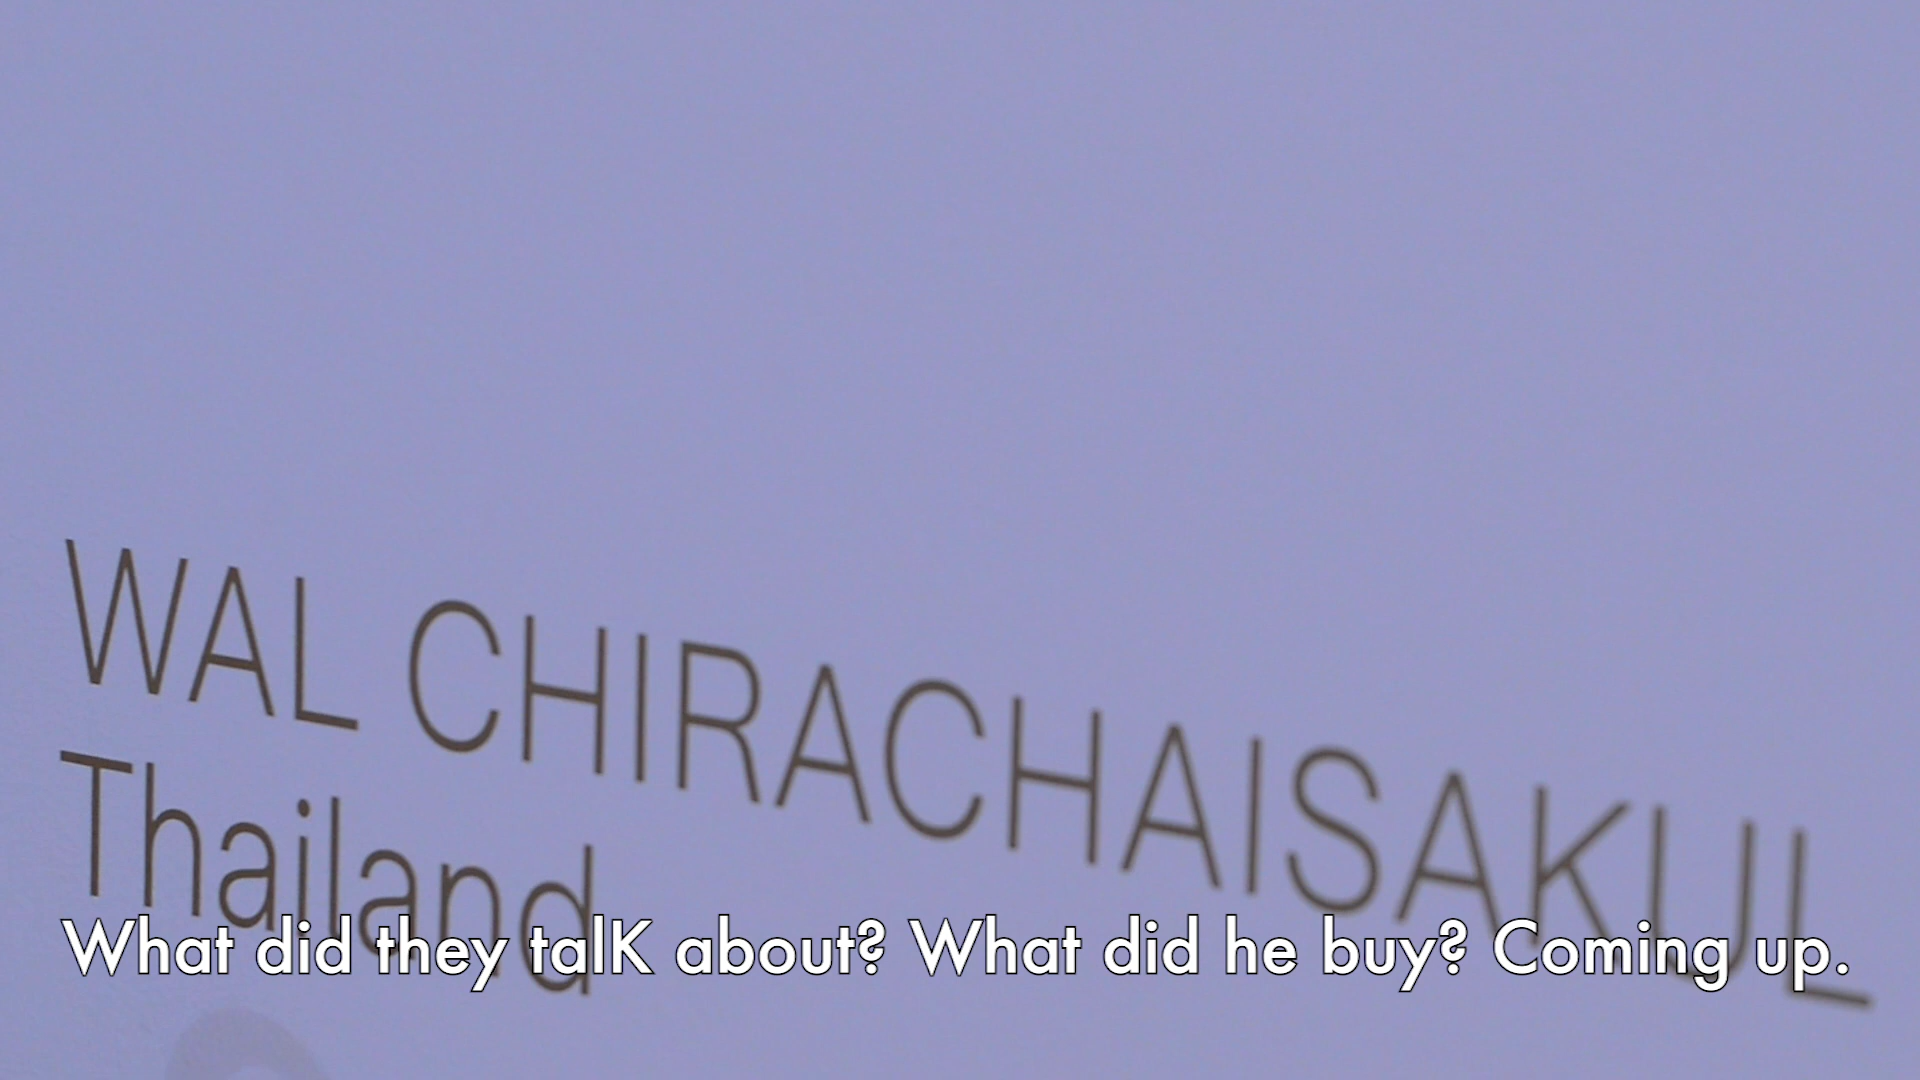 WAL CHIRACHAISAKUL
Thailand
What did they talK about? What did he buy? Coming up.